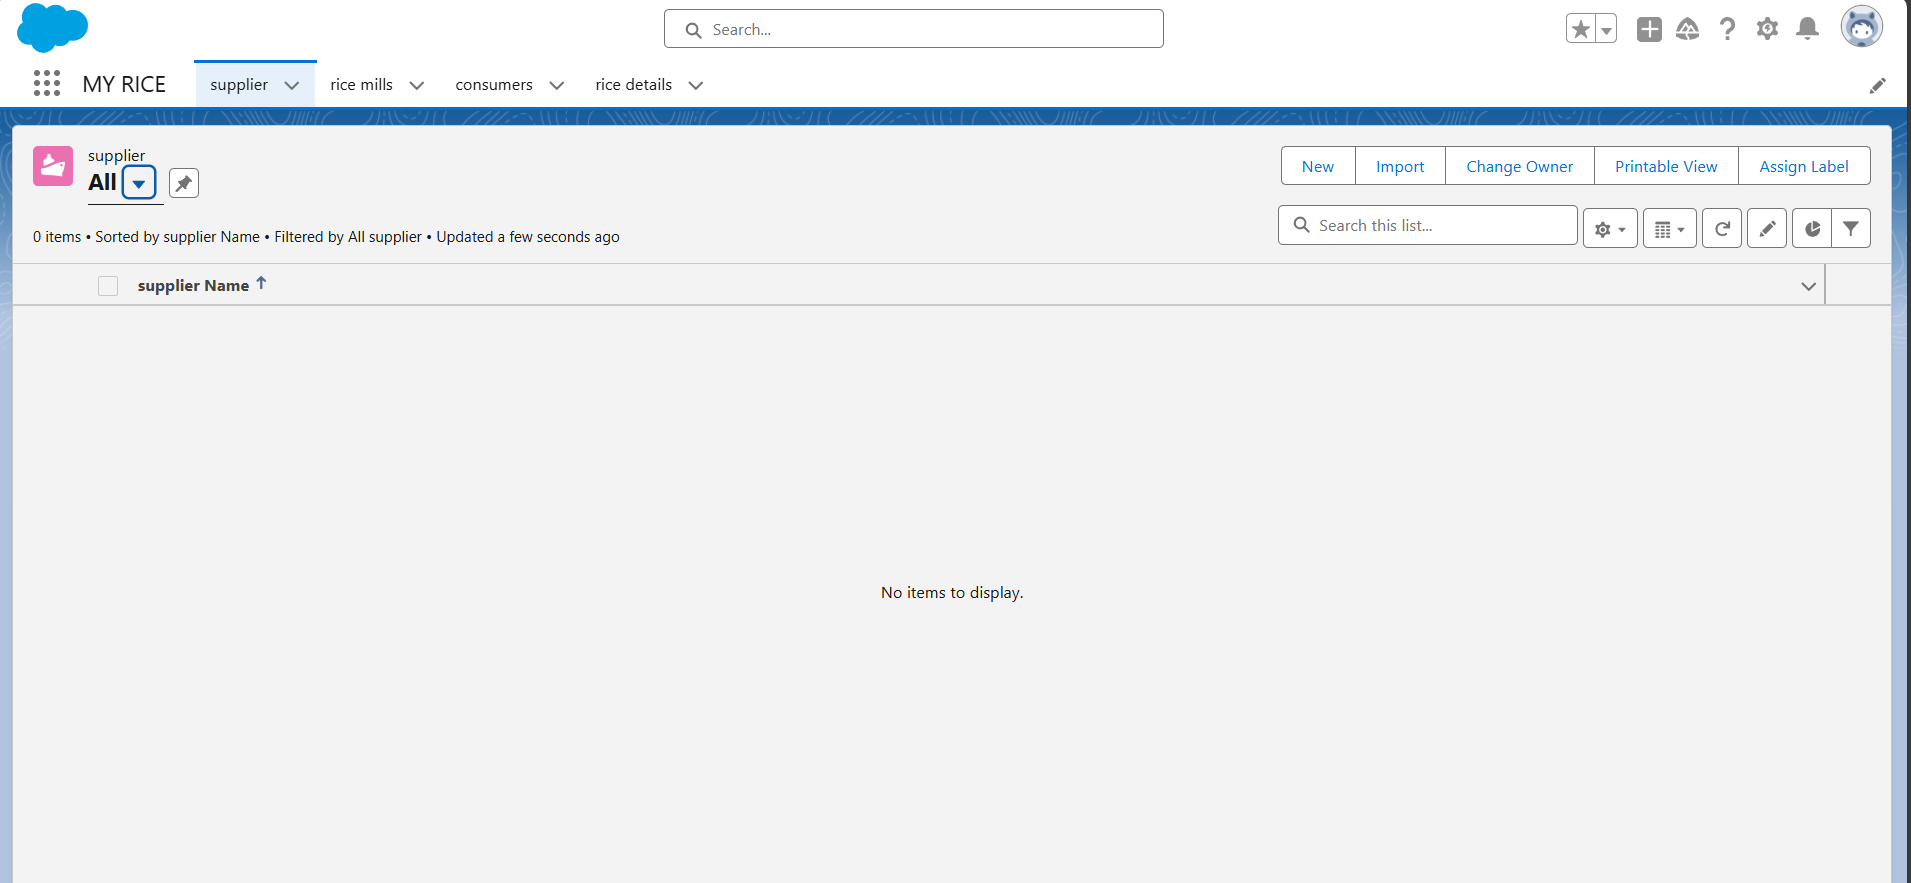 Search...
MY RICE
supplier
rice mills
consumers
rice details
supplier
All
New
Import
Change Owner
Printable View
Assign Label
0 items • Sorted by supplier Name • Filtered by All supplier • Updated a few seconds ago
Search this list...
supplier Name
No items to display.